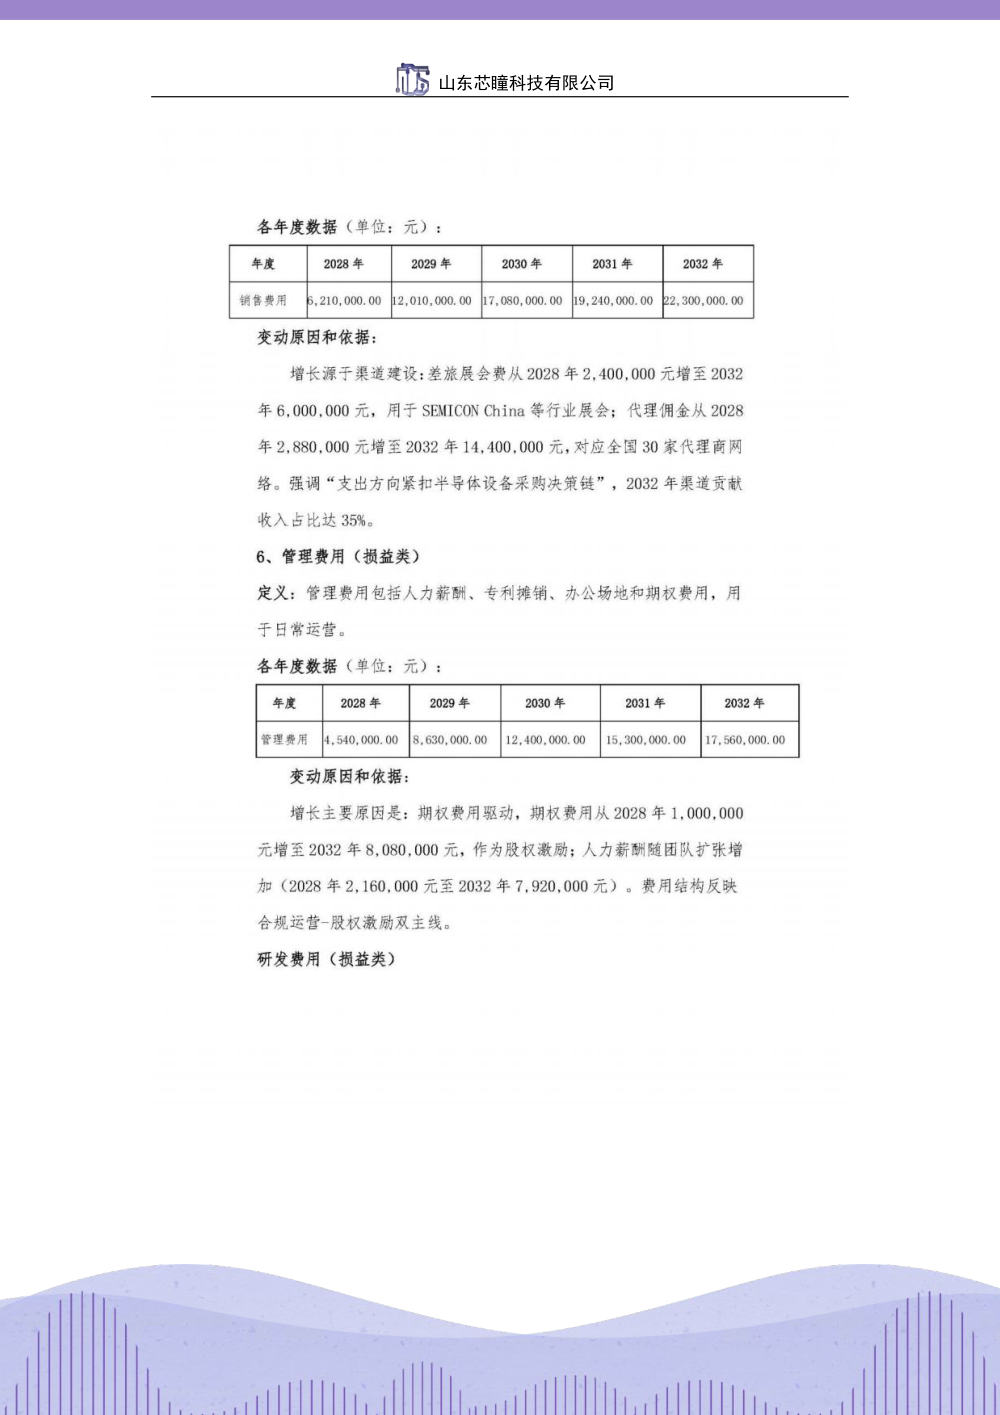 山东芯瞳科技有限公司
各年度数据（单位：元）：
年度 2028 年 2029 年 2030 年 2031 年 2032 年
销售费用 6,210,000.00 12,010,000.00 17,080,000.00 19,240,000.00 22,300,000.00
变动原因和依据：
增长源于渠道建设：差旅展会费从 2028 年 2,400,000 元增至 2032
年 6,000,000 元，用于 SEMICON China 等行业展会；代理佣金从 2028
年 2,880,000 元增至 2032 年 14,400,000 元，对应全国 30 家代理商网
络。强调“支出方向紧扣半导体设备采购决策链”，2032 年渠道贡献
收入占比达 35%。
6、管理费用（损益类）
定义：管理费用包括人力薪酬、专利摊销、办公场地和期权费用，用
于日常运营。
各年度数据（单位：元）：
年度 2028 年 2029 年 2030 年 2031 年 2032 年
管理费用 4,540,000.00 8,630,000.00 12,400,000.00 15,300,000.00 17,560,000.00
变动原因和依据：
增长主要原因是：期权费用驱动，期权费用从 2028 年 1,000,000
元增至 2032 年 8,080,000 元，作为股权激励；人力薪酬随团队扩张增
加（2028 年 2,160,000 元至 2032 年 7,920,000 元）。费用结构反映
合规运营-股权激励双主线。
研发费用（损益类）